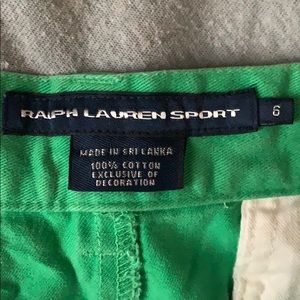 RALPH LAUREN SPORT 6
MADE IN SRI LANKA
100% COTTON
EXCLUSIVE OF
DECORATION